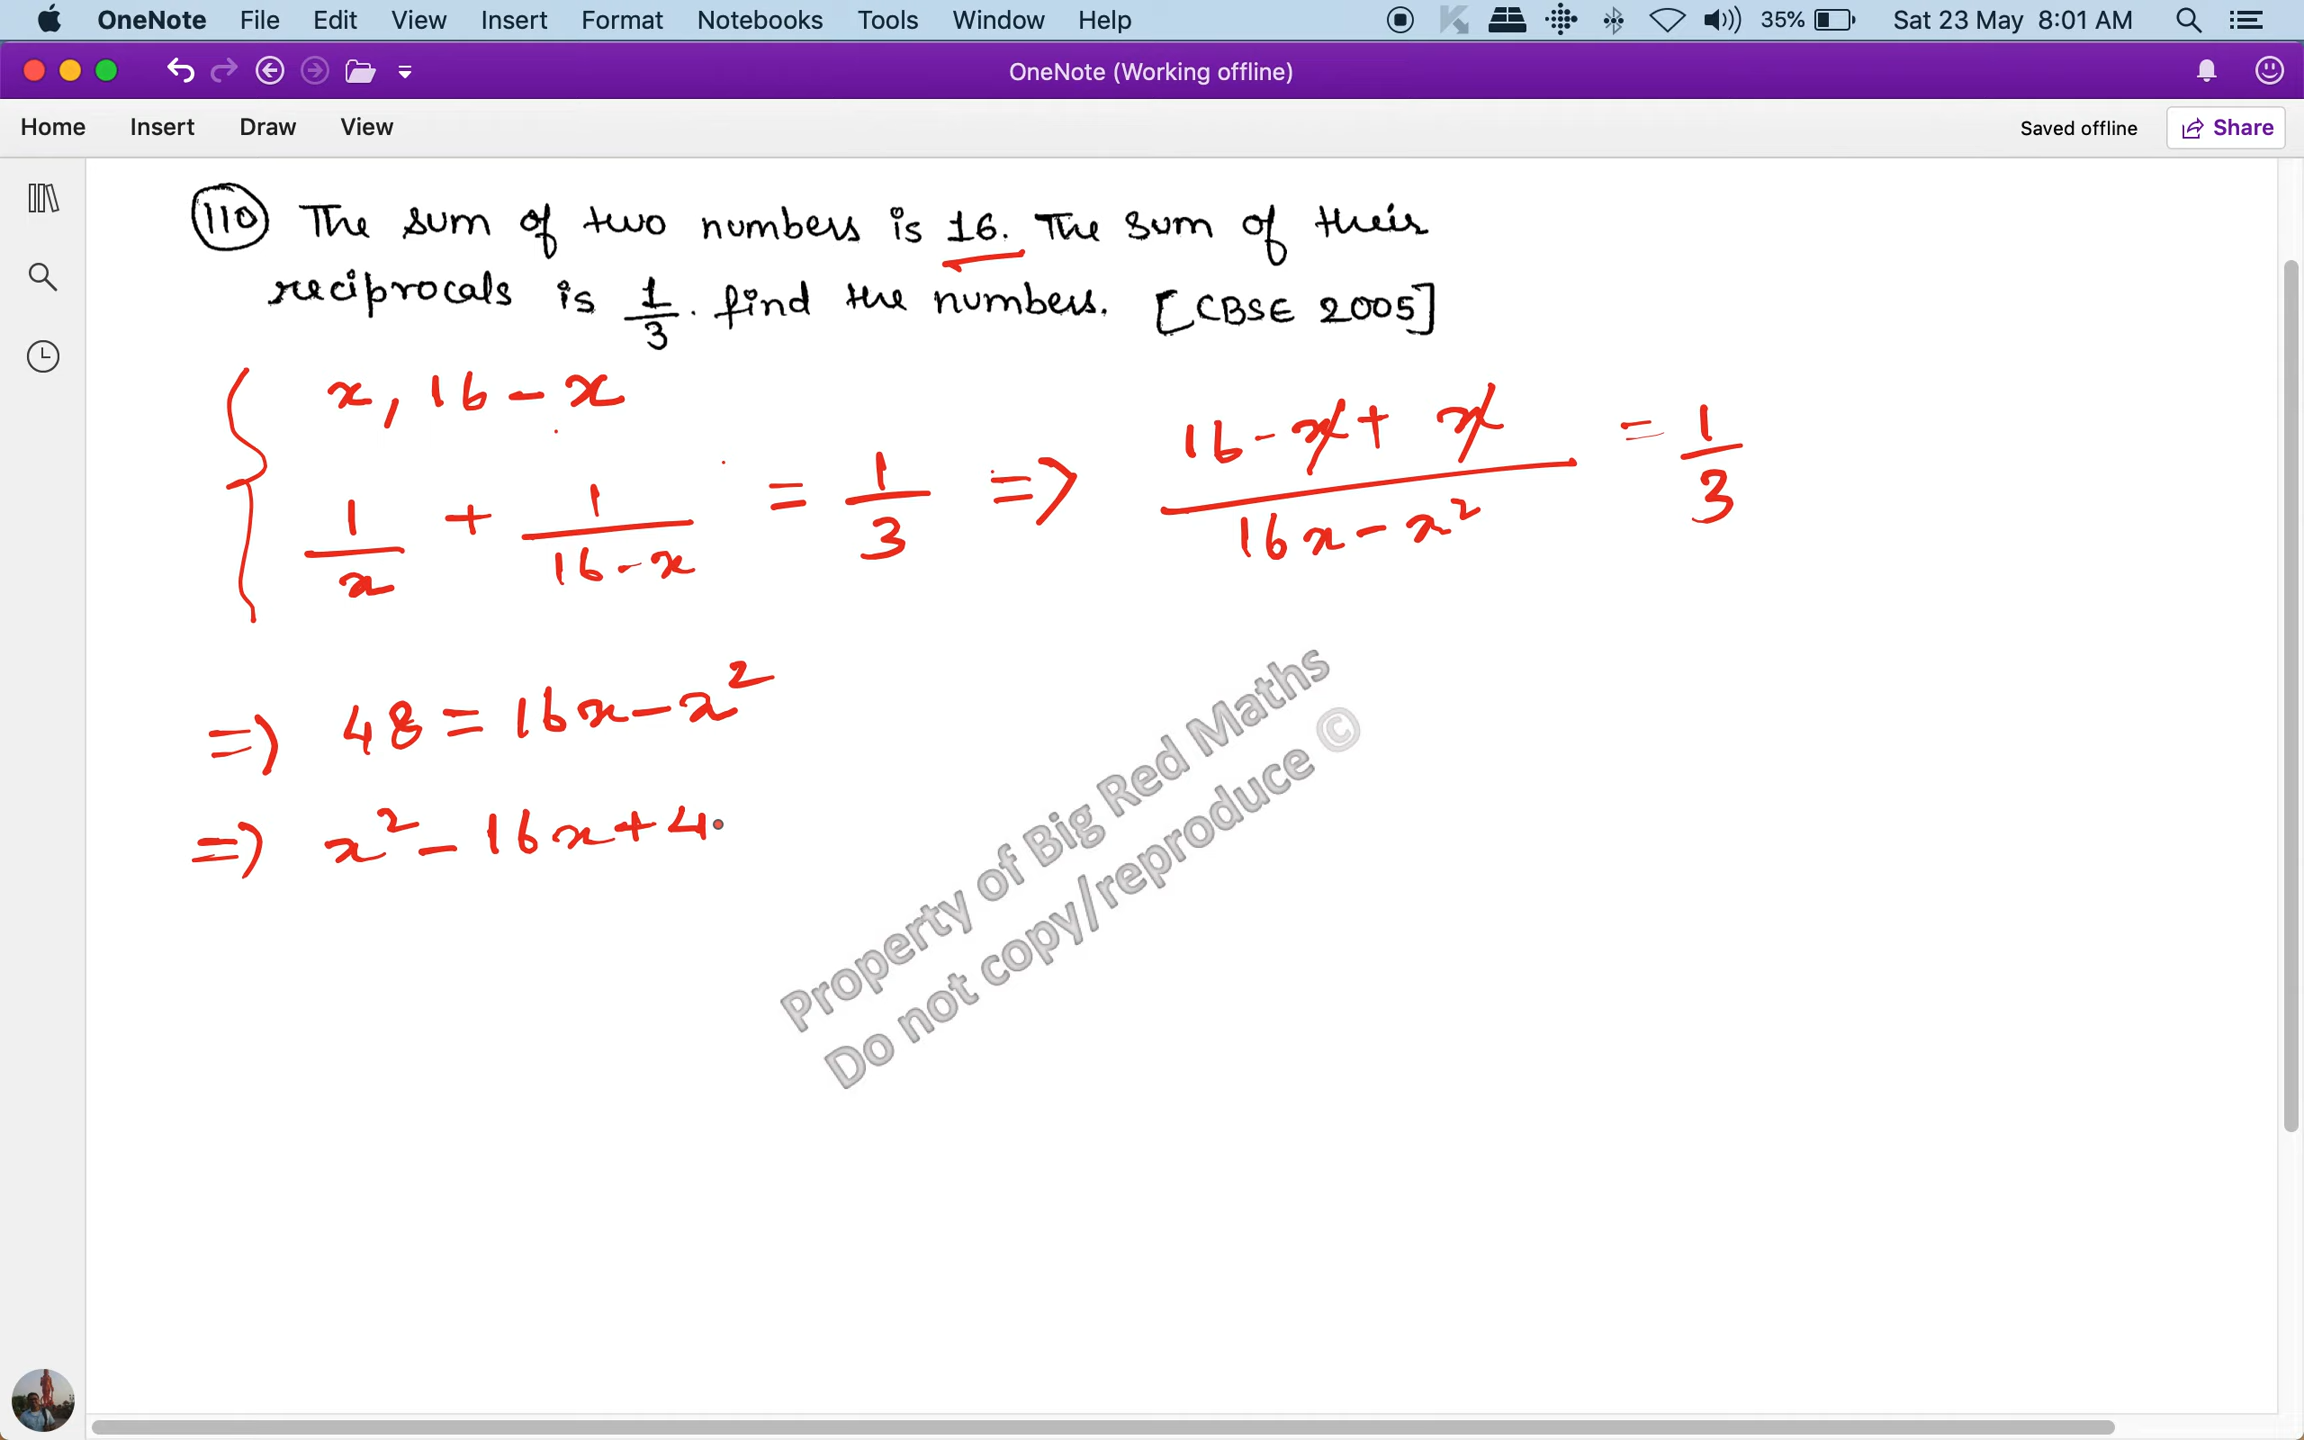 OneNote File Edit View Insert Format Notebooks Tools Window Help 35% Sat 23 May 8:01 AM
OneNote (Working offline)
Home Insert Draw View Saved offline Share
110 The sum of two numbers is 16. The sum of their
reciprocals is 1/3. find the numbers. [CBSE 2005]
x, 16 - x
1/x + 1/(16 - x) = 1/3 => (16 - x + x)/(16x - x²) = 1/3
=> 48 = 16x - x²
=> x² - 16x + 4
Property of Big Red Maths
Do not copy/reproduce ©